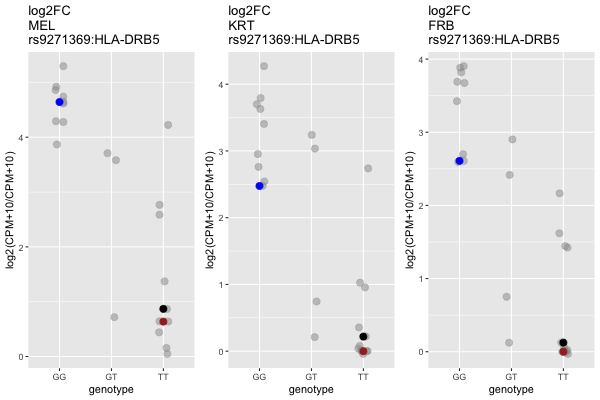 log2FC
MEL
rs9271369:HLA-DRB5
log2(CPM+10/CPM+10)
4
2
0
GG
GT
TT
genotype
log2FC
KRT
rs9271369:HLA-DRB5
log2(CPM+10/CPM+10)
4
3
2
1
0
GG
GT
TT
genotype
log2FC
FRB
rs9271369:HLA-DRB5
log2(CPM+10/CPM+10)
4
3
2
1
0
GG
GT
TT
genotype